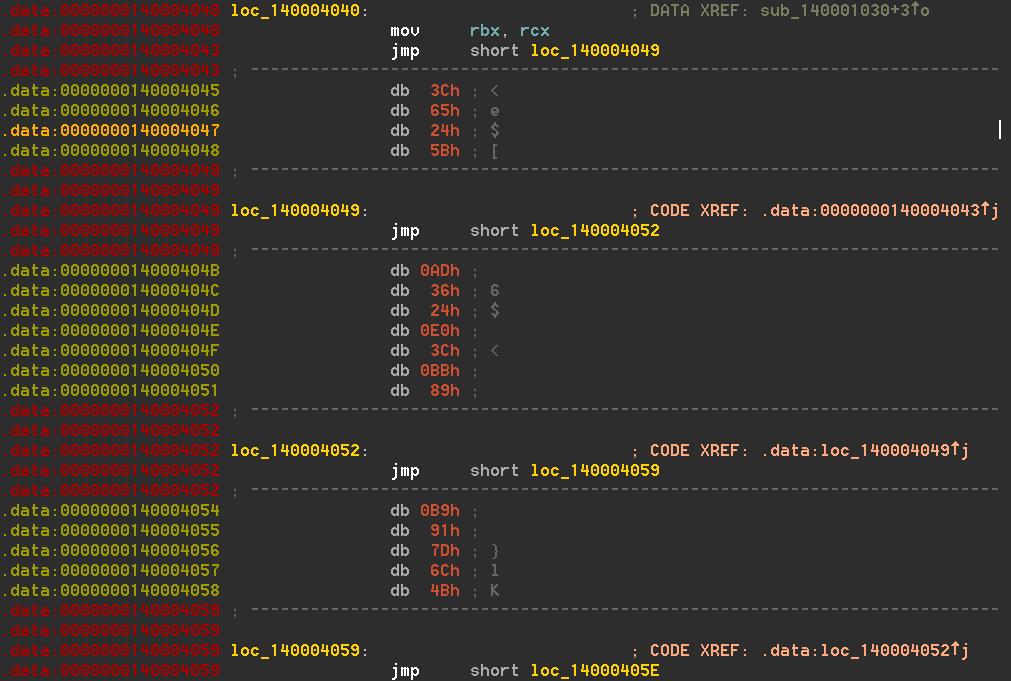 .data:0000000140004040 loc_140004040: ; DATA XREF: sub_140001030+3↑o
.data:0000000140004040 mov rbx, rcx
.data:0000000140004043 jmp short loc_140004049
.data:0000000140004043 ; ---------------------------------------------------------------------------
.data:0000000140004045 db 3Ch ; <
.data:0000000140004046 db 65h ; e
.data:0000000140004047 db 24h ; $
.data:0000000140004048 db 5Bh ; [
.data:0000000140004049 ; ---------------------------------------------------------------------------
.data:0000000140004049
.data:0000000140004049 loc_140004049: ; CODE XREF: .data:0000000140004043↑j
.data:0000000140004049 jmp short loc_140004052
.data:0000000140004049 ; ---------------------------------------------------------------------------
.data:000000014000404B db 0ADh ;
.data:000000014000404C db 36h ; 6
.data:000000014000404D db 24h ; $
.data:000000014000404E db 0E0h ;
.data:000000014000404F db 3Ch ; <
.data:0000000140004050 db 0BBh ;
.data:0000000140004051 db 89h ;
.data:0000000140004052 ; ---------------------------------------------------------------------------
.data:0000000140004052
.data:0000000140004052 loc_140004052: ; CODE XREF: .data:loc_140004049↑j
.data:0000000140004052 jmp short loc_140004059
.data:0000000140004052 ; ---------------------------------------------------------------------------
.data:0000000140004054 db 0B9h ;
.data:0000000140004055 db 91h ;
.data:0000000140004056 db 7Dh ; }
.data:0000000140004057 db 6Ch ; l
.data:0000000140004058 db 4Bh ; K
.data:0000000140004059 ; ---------------------------------------------------------------------------
.data:0000000140004059
.data:0000000140004059 loc_140004059: ; CODE XREF: .data:loc_140004052↑j
.data:0000000140004059 jmp short loc_14000405E